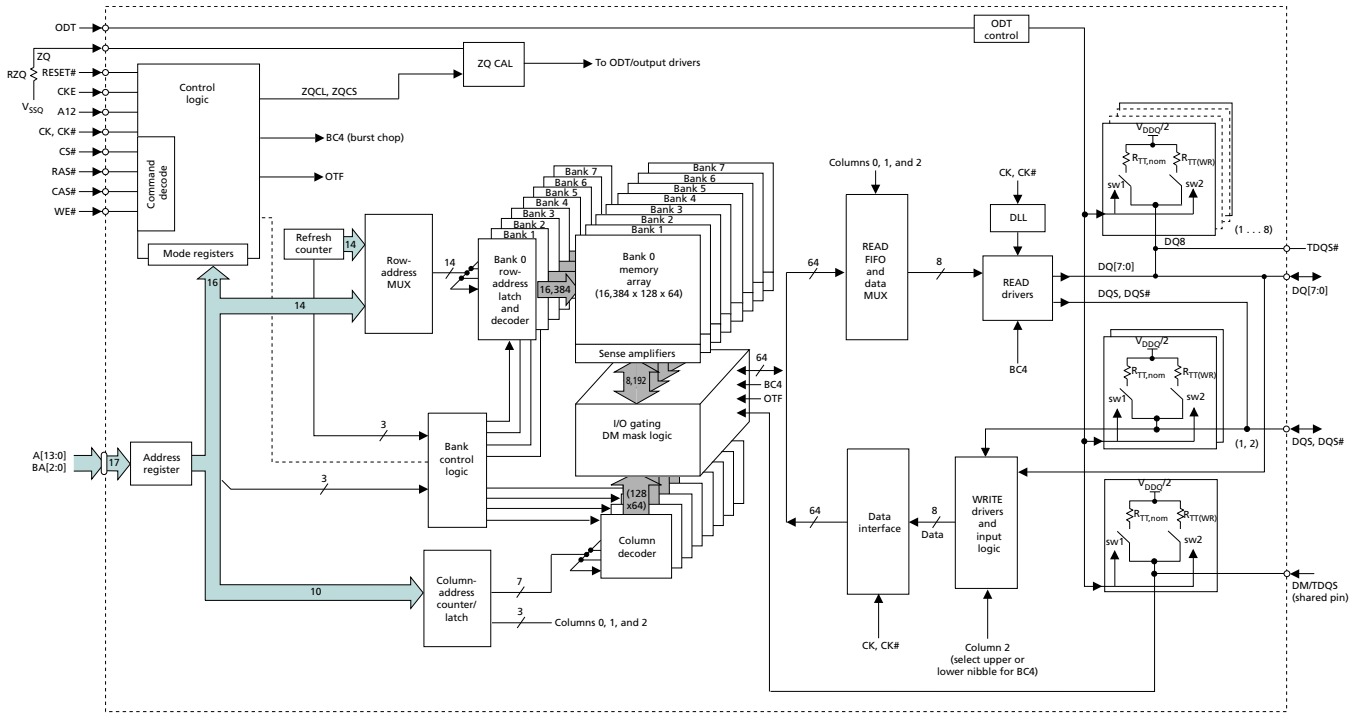 ODT
ODT
control
ZQ
RZQ
VSSQ
RESET#
CKE
A12
CK, CK#
CS#
RAS#
CAS#
WE#
Control
logic
Command
decode
Mode registers
ZQCL, ZQCS
ZQ CAL
To ODT/output drivers
BC4 (burst chop)
OTF
Refresh
counter
14
14
16
Row-
address
MUX
14
Bank 7
Bank 6
Bank 5
Bank 4
Bank 3
Bank 2
Bank 1
Bank 0
row-
address
latch
and
decoder
16,384
Bank 7
Bank 6
Bank 5
Bank 4
Bank 3
Bank 2
Bank 1
Bank 0
memory
array
(16,384 x 128 x 64)
Sense amplifiers
8,192
64
BC4
OTF
I/O gating
DM mask logic
(128
x64)
Column
decoder
3
Bank
control
logic
3
A[13:0]
BA[2:0]
17
Address
register
10
Column-
address
counter/
latch
7
3
Columns 0, 1, and 2
Columns 0, 1, and 2
64
READ
FIFO
and
data
MUX
8
CK, CK#
DLL
READ
drivers
BC4
DQ8
DQ[7:0]
DQS, DQS#
64
Data
interface
8
Data
CK, CK#
WRITE
drivers
and
input
logic
Column 2
(select upper or
lower nibble for BC4)
VDDQ/2
RTT,nom
RTT(WR)
sw1
sw2
(1 . . . 8)
TDQS#
DQ[7:0]
VDDQ/2
RTT,nom
RTT(WR)
sw1
sw2
(1, 2)
DQS, DQS#
VDDQ/2
RTT,nom
RTT(WR)
sw1
sw2
DM/TDQS
(shared pin)